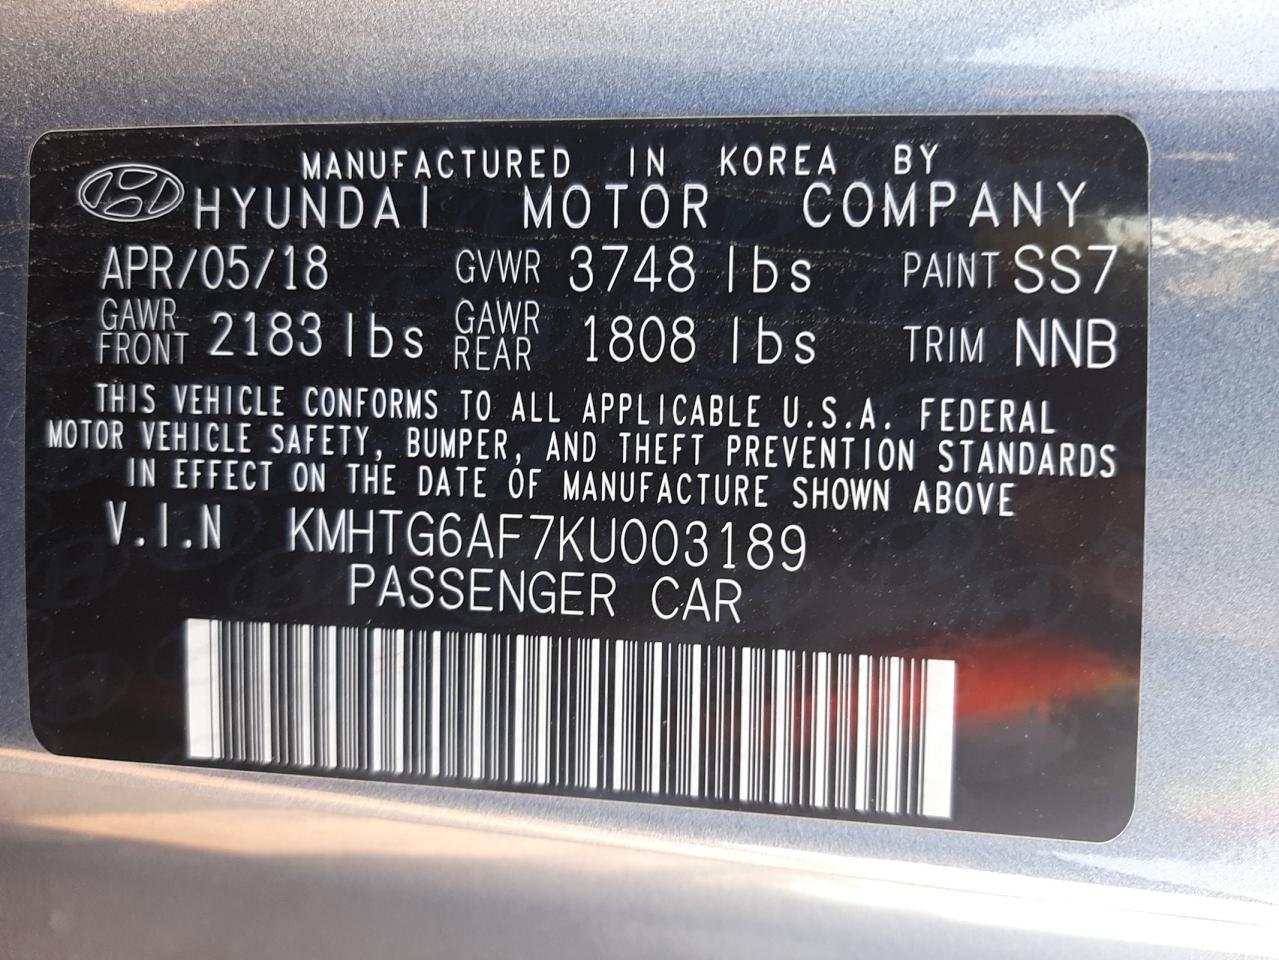 MANUFACTURED IN KOREA BY
HYUNDAI MOTOR COMPANY
APR/05/18 GVWR 3748 lbs PAINT SS7
GAWR FRONT 2183 lbs GAWR REAR 1808 lbs TRIM NNB
THIS VEHICLE CONFORMS TO ALL APPLICABLE U.S.A. FEDERAL
MOTOR VEHICLE SAFETY, BUMPER, AND THEFT PREVENTION STANDARDS
IN EFFECT ON THE DATE OF MANUFACTURE SHOWN ABOVE
V.I.N KMHTG6AF7KU003189
PASSENGER CAR